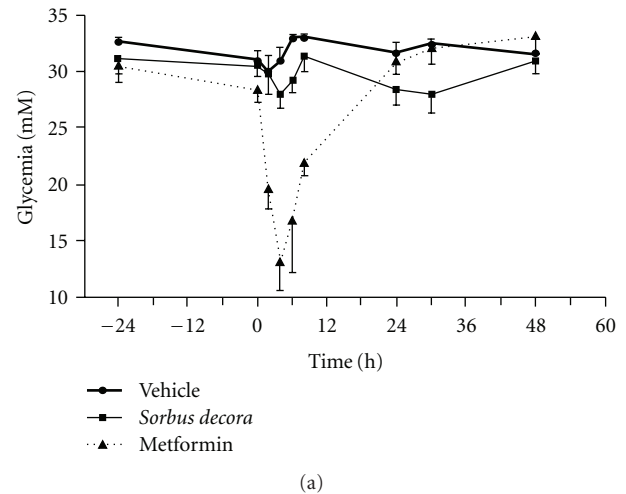 35
30
25
20
15
10
Glycemia (mM)
−24 −12 0 12 24 36 48 60
Time (h)
Vehicle
Sorbus decora
Metformin
(a)